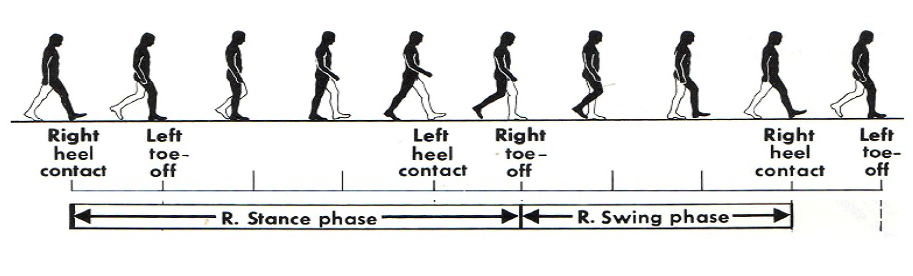 Right
heel
contact
Left
toe-
off
Left
heel
contact
Right
toe-
off
Right
heel
contact
Left
toe-
off
R. Stance phase
R. Swing phase